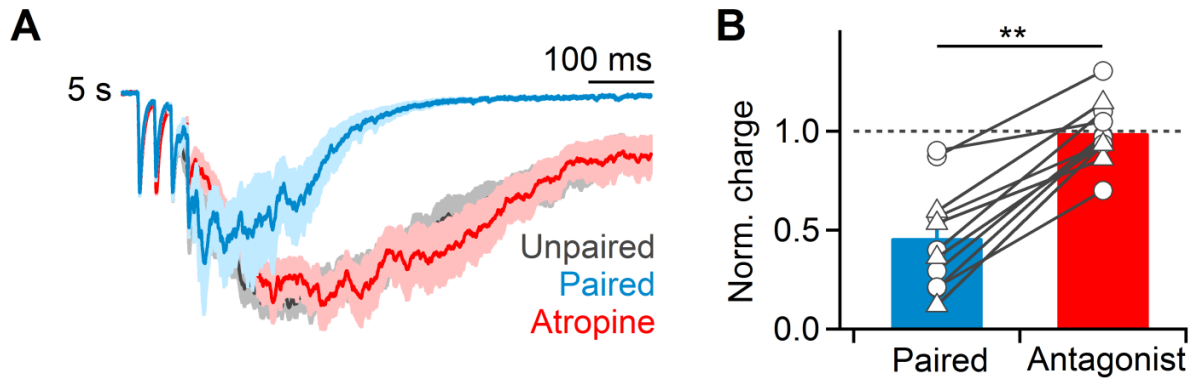 A
5 s
100 ms
Unpaired
Paired
Atropine
B
**
Norm. charge
1.0
0.5
0.0
Paired
Antagonist